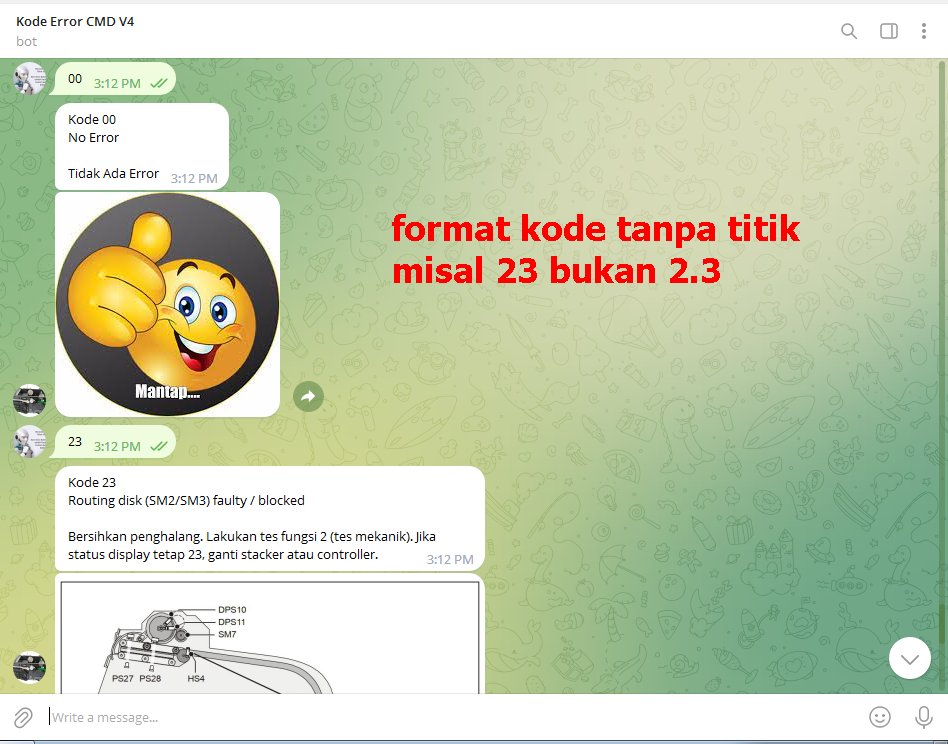 Kode Error CMD V4
bot
00 3:12 PM
Kode 00
No Error
Tidak Ada Error 3:12 PM
format kode tanpa titik
misal 23 bukan 2.3
Mantap....
23 3:12 PM
Kode 23
Routing disk (SM2/SM3) faulty / blocked
Bersihkan penghalang. Lakukan tes fungsi 2 (tes mekanik). Jika
status display tetap 23, ganti stacker atau controller. 3:12 PM
DPS10
DPS11
SM7
PS27 PS28 HS4
Write a message...